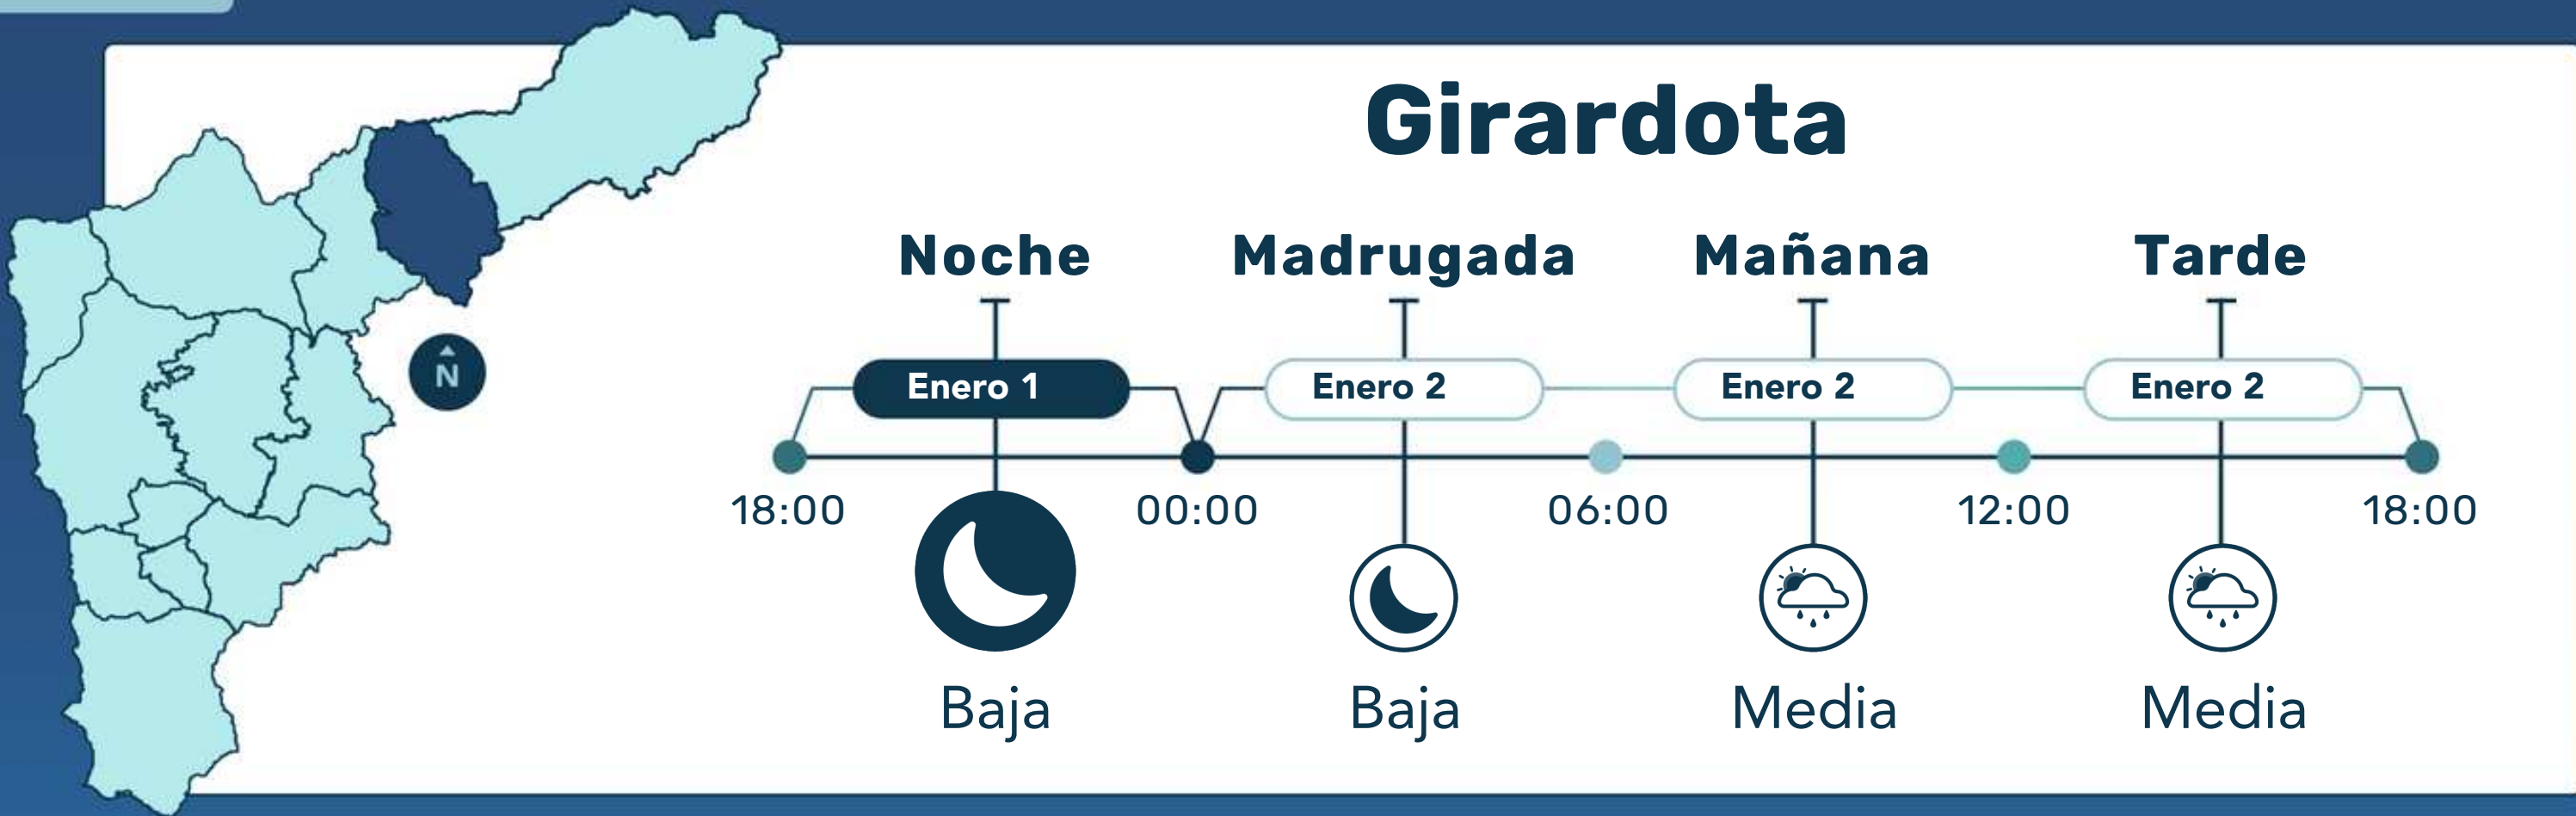 Girardota
Noche Madrugada Mañana Tarde
Enero 1 Enero 2 Enero 2 Enero 2
N
18:00 00:00 06:00 12:00 18:00
Baja Baja Media Media